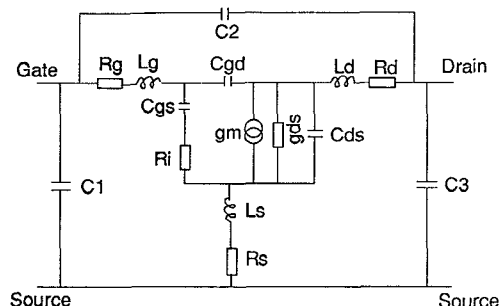 C2
Gate
Rg
Lg
Cgd
Ld
Rd
Drain
Cgs
gm
gds
Cds
Ri
C1
C3
Ls
Rs
Source
Source